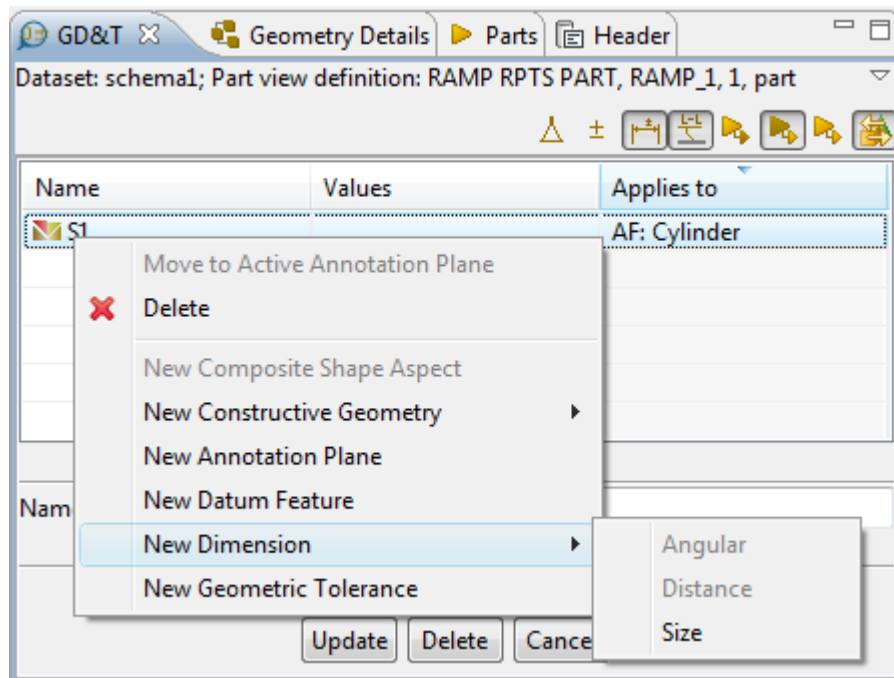 GD&T Geometry Details Parts Header
Dataset: schema1; Part view definition: RAMP RPTS PART, RAMP_1, 1, part
Name Values Applies to
S1 AF: Cylinder
Move to Active Annotation Plane
Delete
New Composite Shape Aspect
New Constructive Geometry
New Annotation Plane
Nam New Datum Feature
New Dimension Angular
New Geometric Tolerance Distance
Size
Update Delete Cance